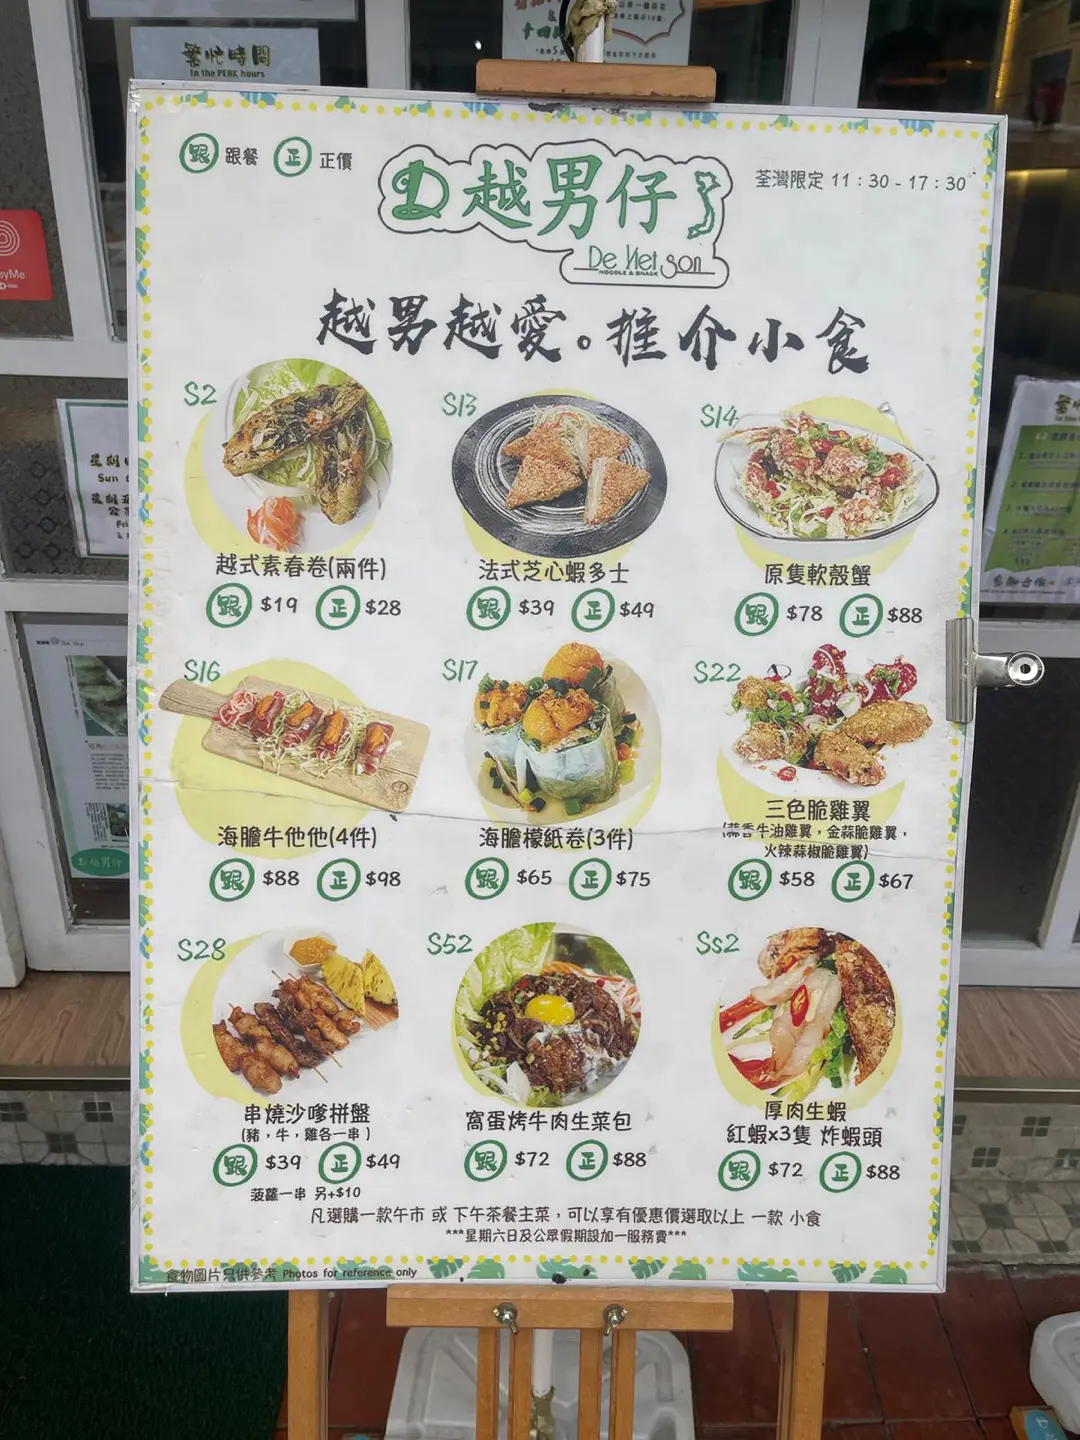 繁忙時間
In the PEAK hours
跟 跟餐 正 正價
D越男仔
De Viet Son
NOODLE & SNACK
荃灣限定 11：30 - 17：30
越男越愛。推介小食
S2
越式素春卷(兩件)
跟 $19 正 $28
S13
法式芝心蝦多士
跟 $39 正 $49
S14
原隻軟殼蟹
跟 $78 正 $88
S16
海膽牛他他(4件)
跟 $88 正 $98
S17
海膽檬紙卷(3件)
跟 $65 正 $75
S22
三色脆雞翼
(蒜香牛油雞翼，金蒜脆雞翼，
火辣蒜椒脆雞翼)
跟 $58 正 $67
S28
串燒沙嗲拼盤
(豬，牛，雞各一串)
跟 $39 正 $49
菠蘿一串 另+$10
S52
窩蛋烤牛肉生菜包
跟 $72 正 $88
Ss2
厚肉生蝦
紅蝦x3隻 炸蝦頭
跟 $72 正 $88
凡選購一款午市 或 下午茶餐主菜，可以享有優惠價選取以上 一款 小食
***星期六日及公眾假期設加一服務費***
食物圖片只供參考 Photos for reference only